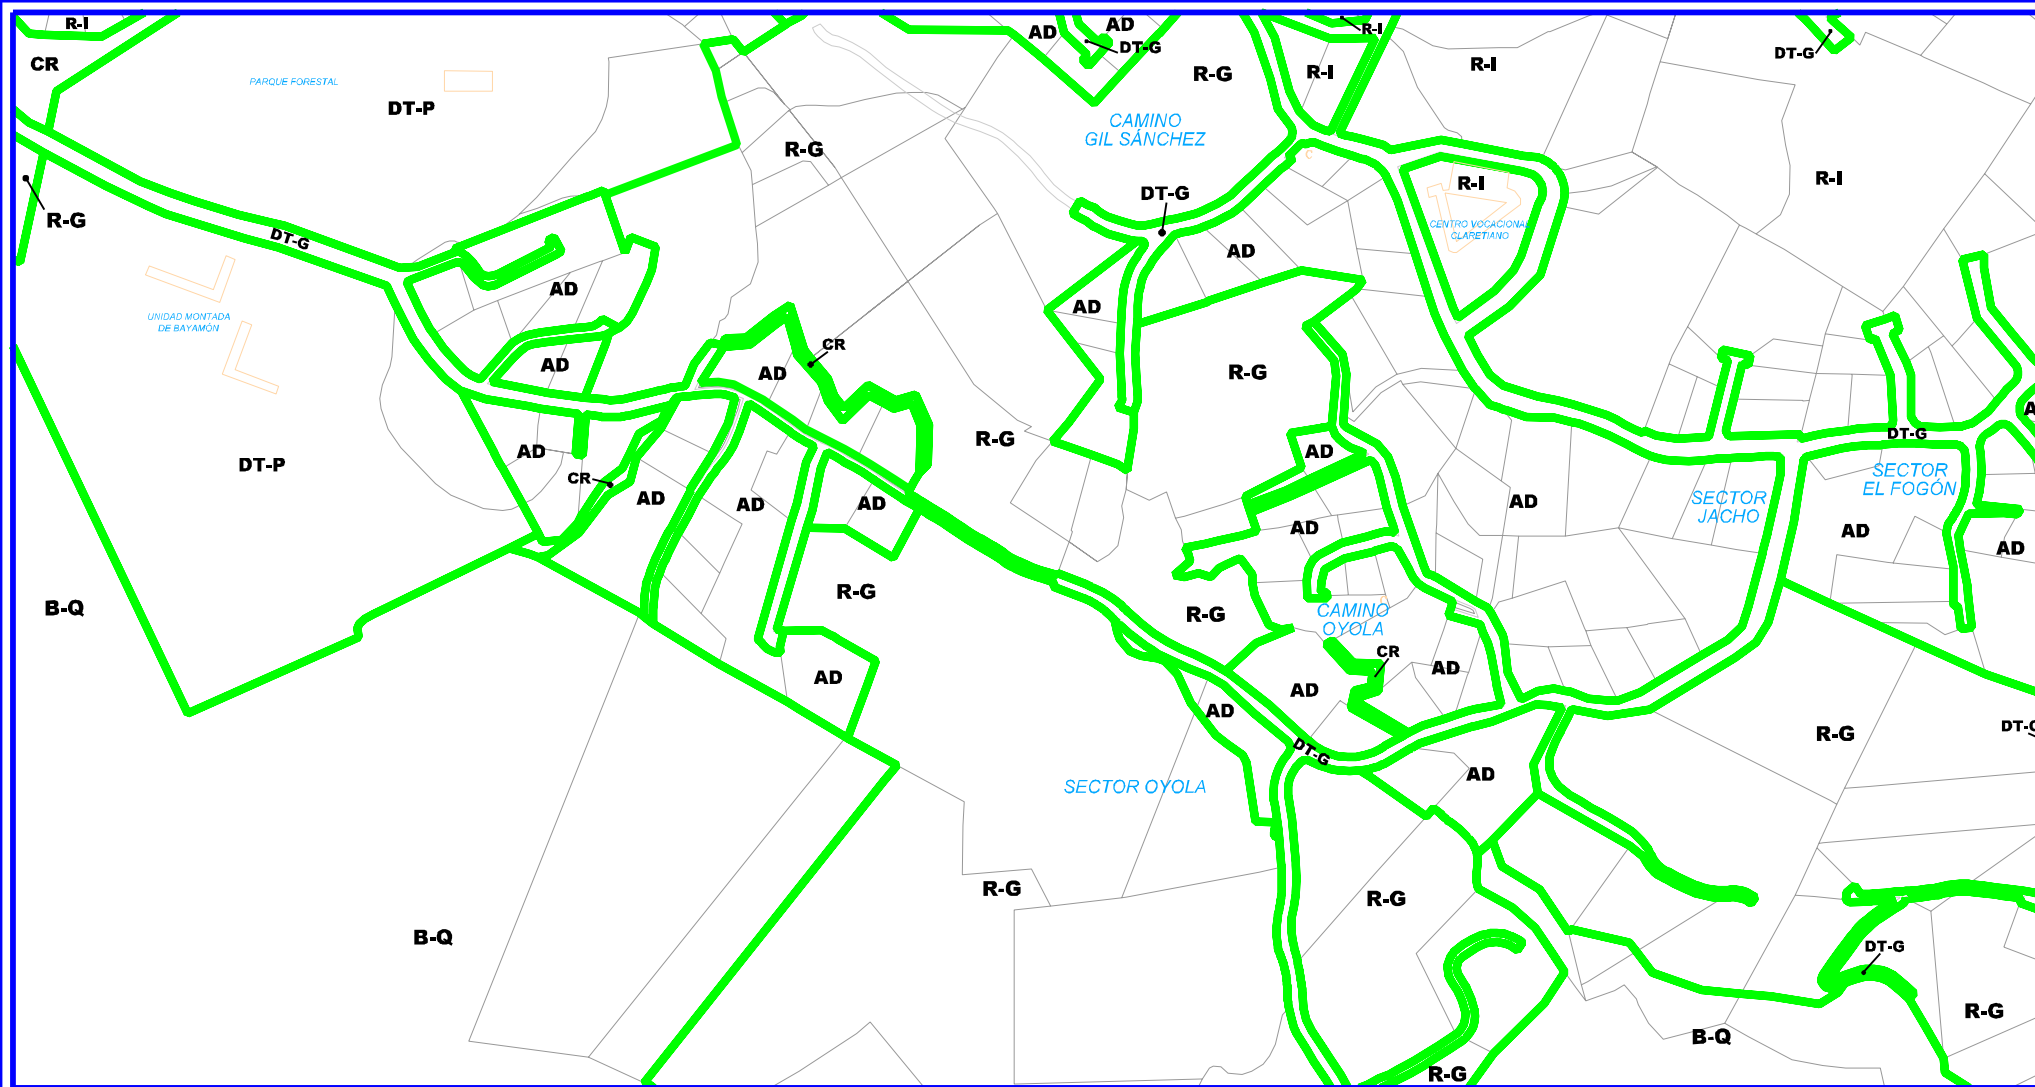 R-I
AD
AD
R-I
DT-G
DT-G
CR
R-G
R-I
R-I
PARQUE FORESTAL
DT-P
CAMINO
GIL SÁNCHEZ
R-G
R-I
R-I
DT-G
R-G
DT-G
CENTRO VOCACIONAL
CLARETIANO
AD
AD
AD
UNIDAD MONTADA
DE BAYAMÓN
CR
AD
AD
R-G
DT-G
R-G
AD
AD
DT-P
SECTOR
EL FOGÓN
CR
AD
AD
AD
AD
SECTOR
JACHO
AD
AD
AD
R-G
B-Q
R-G
CAMINO
OYOLA
CR
AD
AD
AD
AD
R-G
DT-G
AD
SECTOR OYOLA
R-G
R-G
B-Q
DT-G
R-G
B-Q
R-G